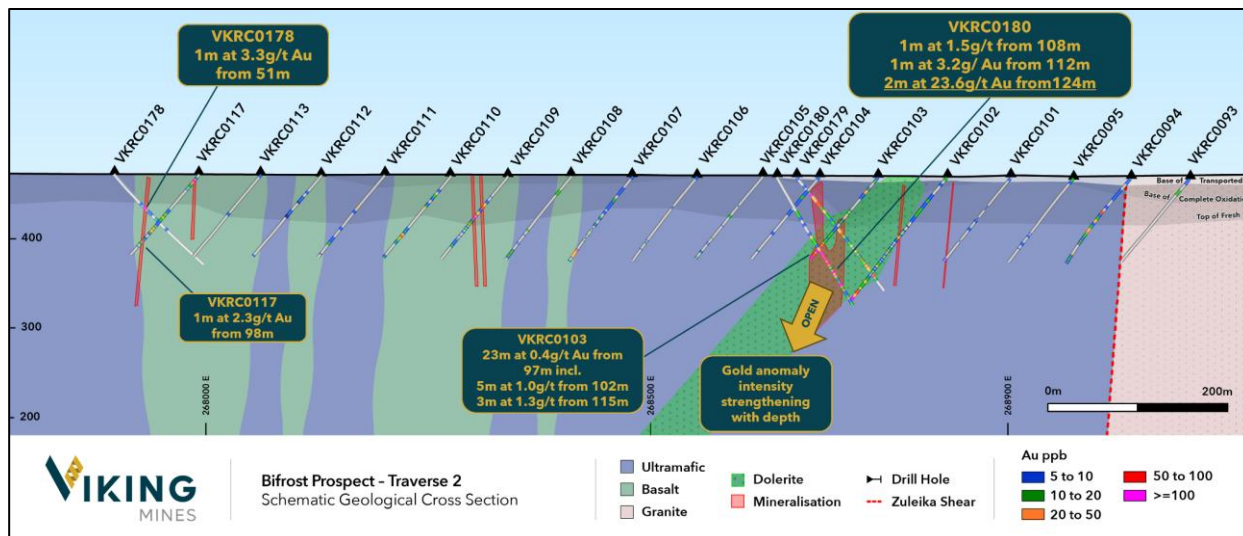 VKRC0178
1m at 3.3g/t Au
from 51m
VKRC0180
1m at 1.5g/t from 108m
1m at 3.2g/ Au from 112m
2m at 23.6g/t Au from124m
VKRC0178
VKRC0117
VKRC0113
VKRC0112
VKRC0111
VKRC0110
VKRC0109
VKRC0108
VKRC0107
VKRC0106
VKRC0105
VKRC0180
VKRC0179
VKRC0104
VKRC0103
VKRC0102
VKRC0101
VKRC0095
VKRC0094
VKRC0093
Base of Transported
Base of Complete Oxidation
Top of Fresh
400
300
200
VKRC0117
1m at 2.3g/t Au
from 98m
VKRC0103
23m at 0.4g/t Au from
97m incl.
5m at 1.0g/t from 102m
3m at 1.3g/t from 115m
OPEN
Gold anomaly
intensity
strengthening
with depth
268000 E
268500 E
268900 E
0m
200m
VIKING
MINES
Bifrost Prospect – Traverse 2
Schematic Geological Cross Section
Ultramafic
Basalt
Granite
Dolerite
Mineralisation
Drill Hole
Zuleika Shear
Au ppb
5 to 10
10 to 20
20 to 50
50 to 100
>=100